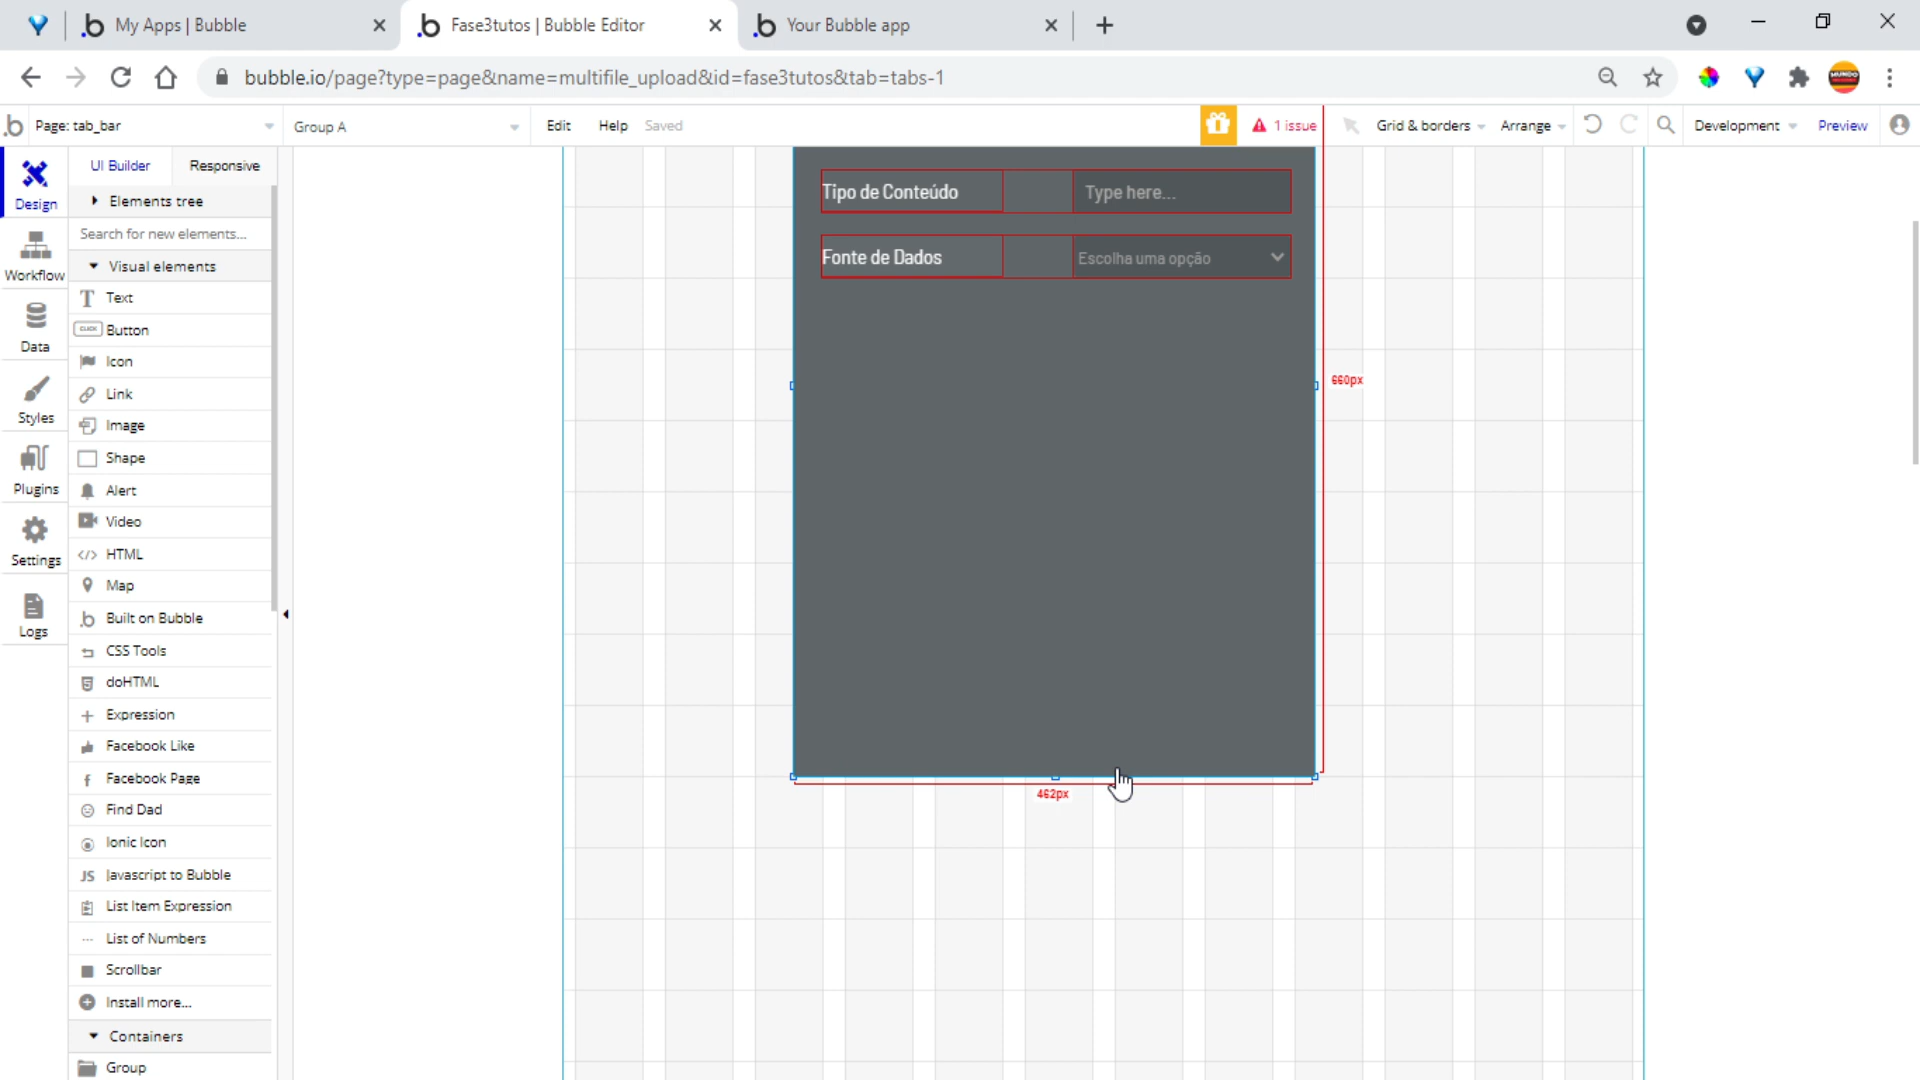 My Apps | Bubble
Fase3tutos | Bubble Editor
Your Bubble app
bubble.io/page?type=page&name=multifile_upload&id=fase3tutos&tab=tabs-1
Page: tab_bar
Group A
Edit
Help
Saved
1 issue
Grid & borders
Arrange
Development
Preview
Design
Workflow
Data
Styles
Plugins
Settings
Logs
UI Builder
Responsive
Elements tree
Search for new elements...
Visual elements
Text
CLICK Button
Icon
Link
Image
Shape
Alert
Video
</> HTML
Map
Built on Bubble
CSS Tools
doHTML
Expression
Facebook Like
Facebook Page
Find Dad
Ionic Icon
JS Javascript to Bubble
List Item Expression
List of Numbers
Scrollbar
Install more...
Containers
Group
Tipo de Conteúdo
Type here...
Fonte de Dados
Escolha uma opção
660px
462px